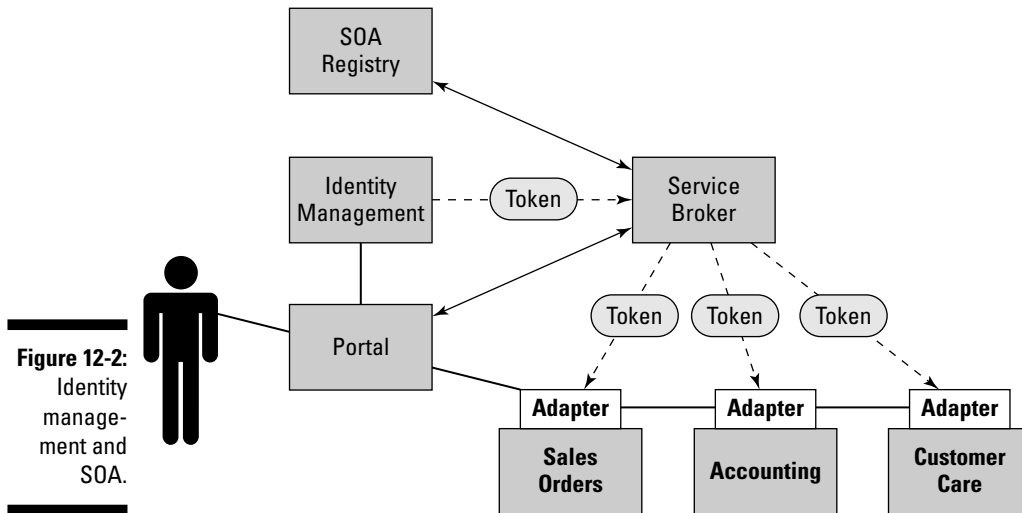 SOA
Registry
Identity
Management
Token
Service
Broker
Portal
Token
Token
Token
Figure 12-2:
Identity
manage-
ment and
SOA.
Adapter
Adapter
Adapter
Sales
Orders
Accounting
Customer
Care